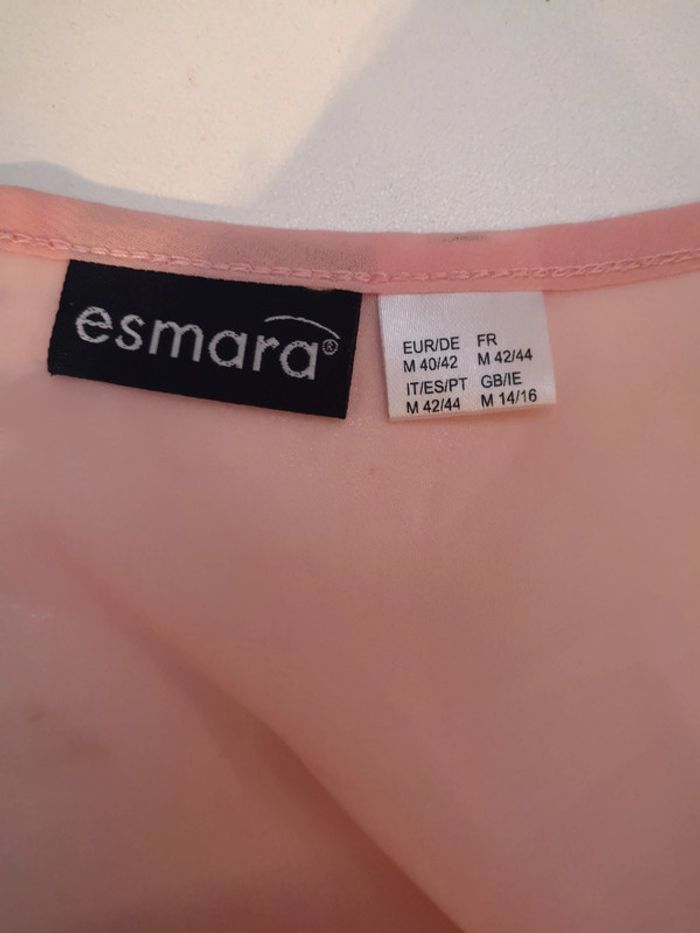 esmara®
EUR/DE FR
M 40/42 M 42/44
IT/ES/PT GB/IE
M 42/44 M 14/16